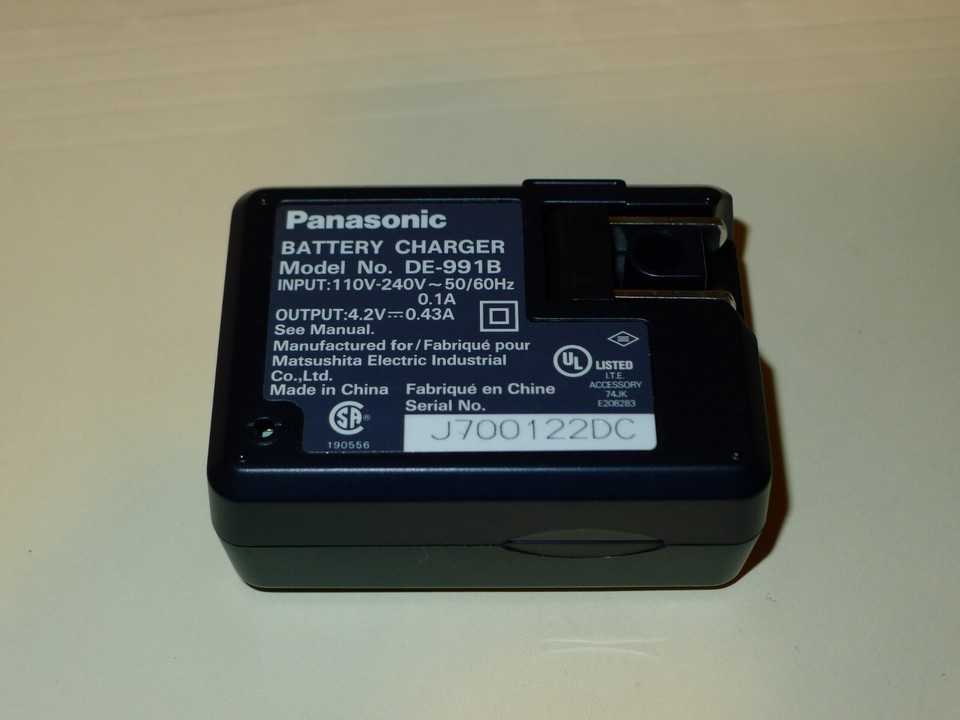 Panasonic
BATTERY CHARGER
Model No. DE-991B
INPUT:110V-240V~50/60Hz
0.1A
OUTPUT:4.2V⎓0.43A
See Manual.
Manufactured for/Fabriqué pour
Matsushita Electric Industrial
Co.,Ltd.
Made in China Fabriqué en Chine
Serial No.
J700122DC
SA®
190556
UL LISTED
I.T.E.
ACCESSORY
74JK
E208283